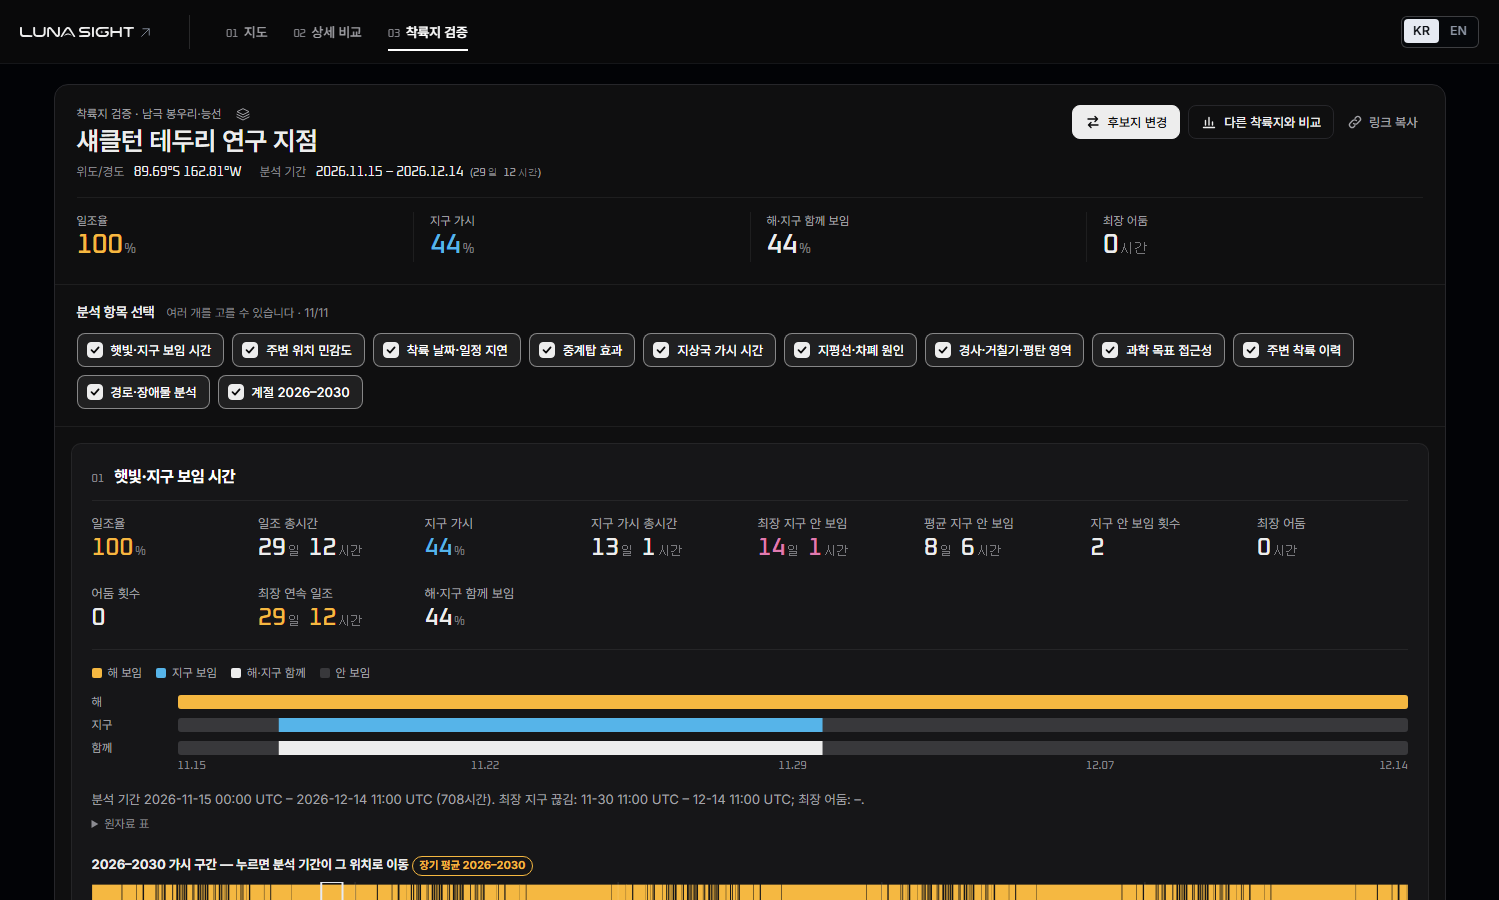 LUNA SIGHT
01 지도
02 상세 비교
03 착륙지 검증
KR EN
착륙지 검증 · 남극 봉우리·능선
섀클턴 테두리 연구 지점
위도/경도 89.69°S 162.81°W 분석 기간 2026.11.15 – 2026.12.14 (29일 12시간)
후보지 변경
다른 착륙지와 비교
링크 복사
일조율
100%
지구 가시
44%
해·지구 함께 보임
44%
최장 어둠
0시간
분석 항목 선택 여러 개를 고를 수 있습니다 · 11/11
햇빛·지구 보임 시간
주변 위치 민감도
착륙 날짜·일정 지연
중계탑 효과
지상국 가시 시간
지평선·차폐 원인
경사·거칠기·평탄 영역
과학 목표 접근성
주변 착륙 이력
경로·장애물 분석
계절 2026–2030
01 햇빛·지구 보임 시간
일조율
100%
일조 총시간
29일 12시간
지구 가시
44%
지구 가시 총시간
13일 1시간
최장 지구 안 보임
14일 1시간
평균 지구 안 보임
8일 6시간
지구 안 보임 횟수
2
최장 어둠
0시간
어둠 횟수
0
최장 연속 일조
29일 12시간
해·지구 함께 보임
44%
해 보임 지구 보임 해·지구 함께 안 보임
해
지구
함께
11.15 11.22 11.29 12.07 12.14
분석 기간 2026-11-15 00:00 UTC – 2026-12-14 11:00 UTC (708시간). 최장 지구 끊김: 11-30 11:00 UTC – 12-14 11:00 UTC; 최장 어둠: –.
▶ 원자료 표
2026–2030 가시 구간 — 누르면 분석 기간이 그 위치로 이동 장기 평균 2026–2030